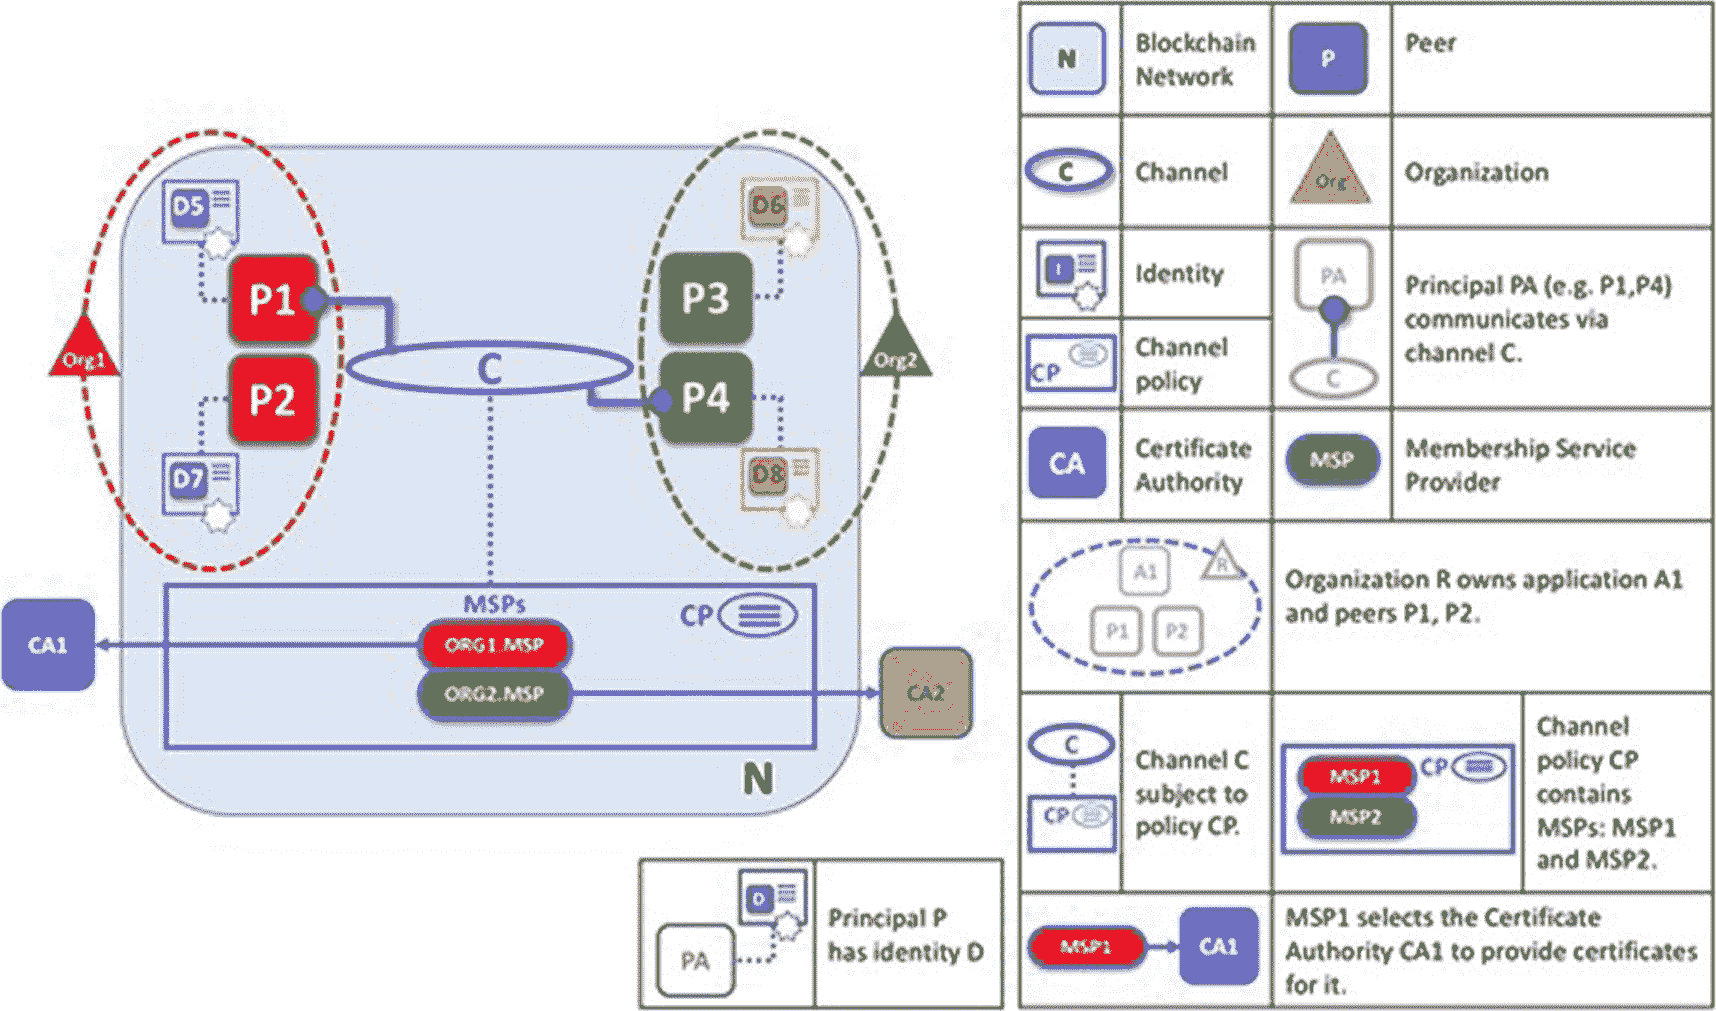 D5
D6
P1
P3
Org1
C
Org2
P2
P4
D7
D8
MSPs
CP
CA1
ORG1.MSP
ORG2.MSP
CA2
N
D
PA
Principal P
has identity D
N
Blockchain
Network
P
Peer
C
Channel
Org
Organization
I
Identity
PA
C
Principal PA (e.g. P1,P4)
communicates via
channel C.
CP
Channel
policy
CA
Certificate
Authority
MSP
Membership Service
Provider
A1
R
P1
P2
Organization R owns application A1
and peers P1, P2.
C
CP
Channel C
subject to
policy CP.
MSP1
CP
MSP2
Channel
policy CP
contains
MSPs: MSP1
and MSP2.
MSP1
CA1
MSP1 selects the Certificate
Authority CA1 to provide certificates
for it.